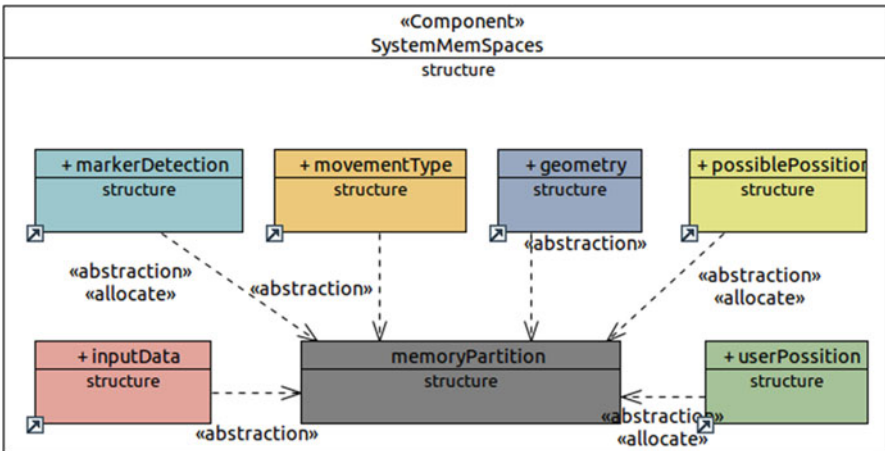 «Component»
SystemMemSpaces
structure
+ markerDetection
structure
+ movementType
structure
+ geometry
structure
+ possiblePossition
structure
«abstraction»
«allocate»
«abstraction»
«abstraction»
«abstraction»
«allocate»
+ inputData
structure
memoryPartition
structure
+ userPossition
structure
«abstraction»
«abstraction»
«allocate»